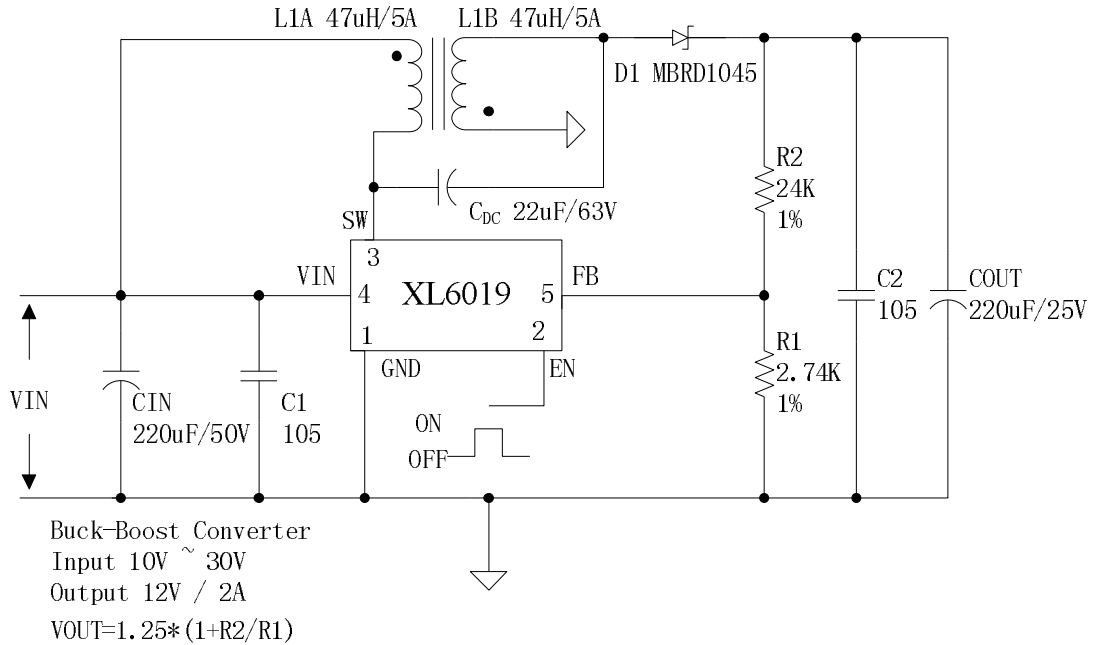 L1A 47uH/5A
L1B 47uH/5A
D1 MBRD1045
R2
24K
1%
CDC 22uF/63V
SW
3
VIN
4
XL6019
5
FB
1
2
GND
EN
C2
105
COUT
220uF/25V
R1
2.74K
1%
VIN
CIN
220uF/50V
C1
105
ON
OFF
Buck-Boost Converter
Input 10V ~ 30V
Output 12V / 2A
VOUT=1.25*(1+R2/R1)